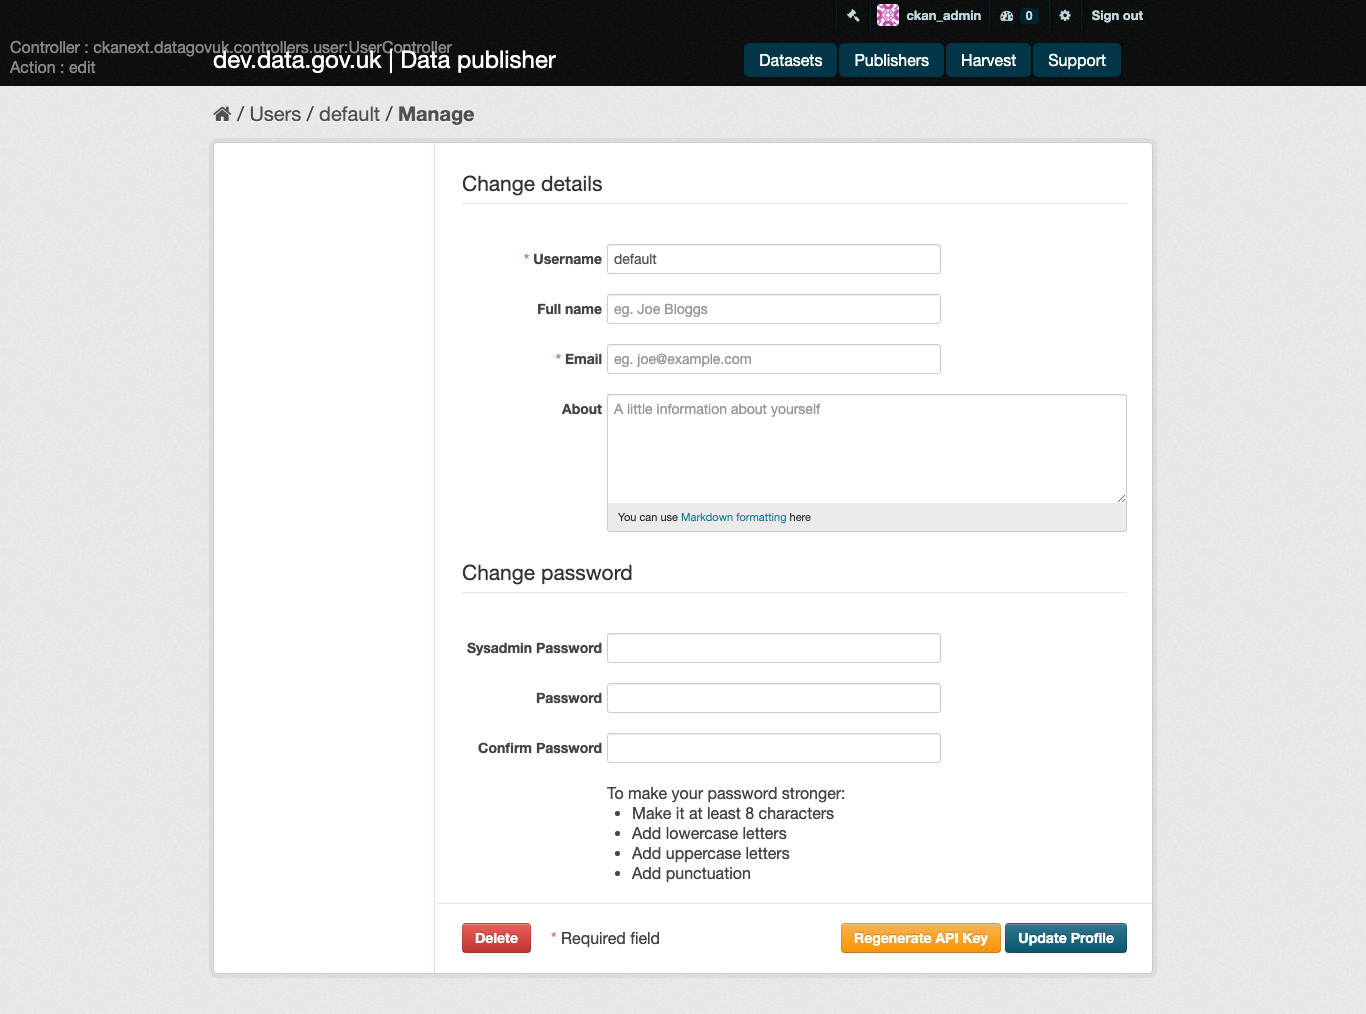 ckan_admin 0 Sign out
Controller : ckanext.datagovuk.controllers.user:UserController
Action : edit
dev.data.gov.uk | Data publisher
Datasets Publishers Harvest Support
/ Users / default / Manage
Change details
* Username default
Full name eg. Joe Bloggs
* Email eg. joe@example.com
About A little information about yourself
You can use Markdown formatting here
Change password
Sysadmin Password
Password
Confirm Password
To make your password stronger:
• Make it at least 8 characters
• Add lowercase letters
• Add uppercase letters
• Add punctuation
Delete * Required field Regenerate API Key Update Profile